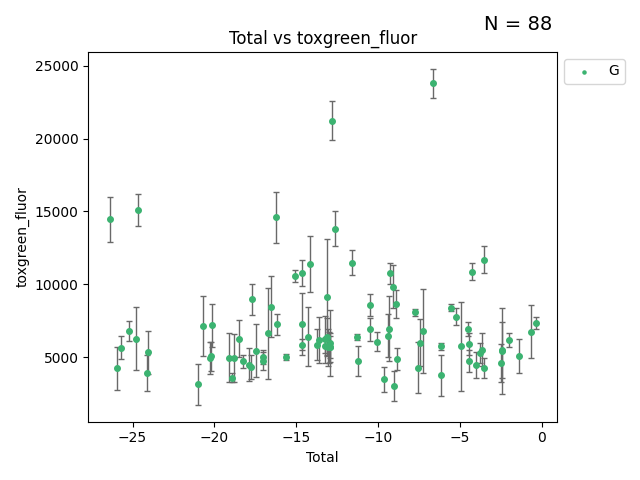 N = 88
Total vs toxgreen_fluor
G
toxgreen_fluor
25000
20000
15000
10000
5000
−25
−20
−15
−10
−5
0
Total